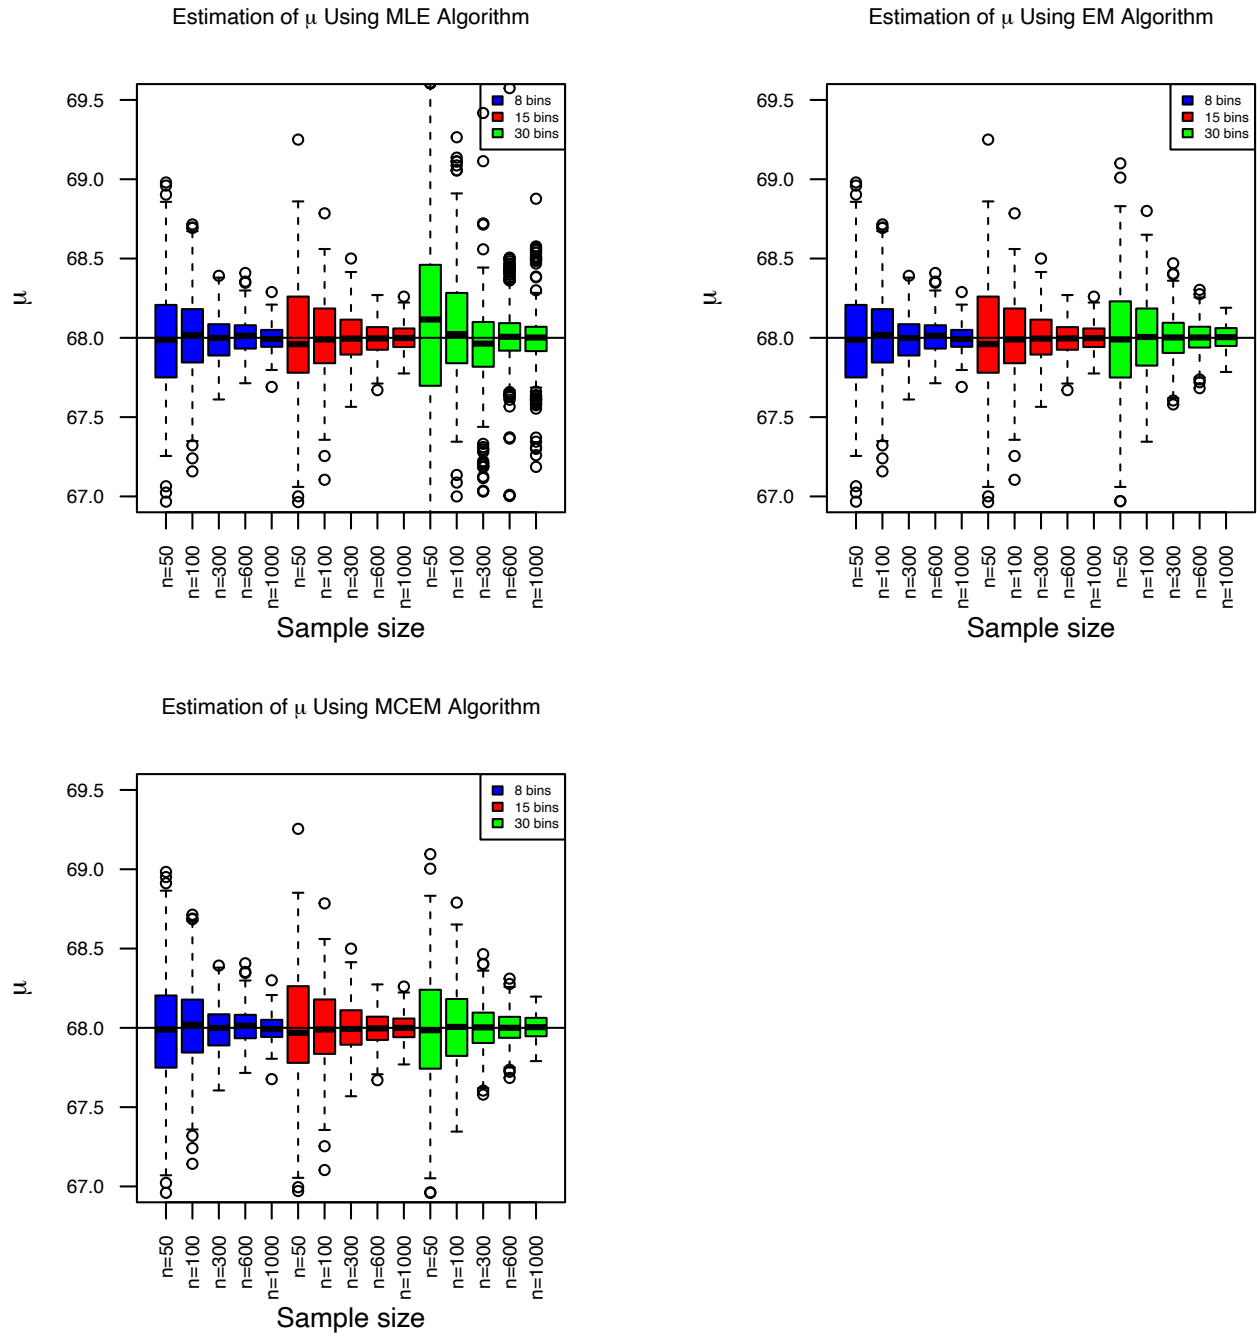 Estimation of μ Using MLE Algorithm
69.5
69.0
68.5
68.0
67.5
67.0
μ
8 bins
15 bins
30 bins
n=50
n=100
n=300
n=600
n=1000
n=50
n=100
n=300
n=600
n=1000
n=50
n=100
n=300
n=600
n=1000
Sample size
Estimation of μ Using EM Algorithm
69.5
69.0
68.5
68.0
67.5
67.0
μ
8 bins
15 bins
30 bins
n=50
n=100
n=300
n=600
n=1000
n=50
n=100
n=300
n=600
n=1000
n=50
n=100
n=300
n=600
n=1000
Sample size
Estimation of μ Using MCEM Algorithm
69.5
69.0
68.5
68.0
67.5
67.0
μ
8 bins
15 bins
30 bins
n=50
n=100
n=300
n=600
n=1000
n=50
n=100
n=300
n=600
n=1000
n=50
n=100
n=300
n=600
n=1000
Sample size